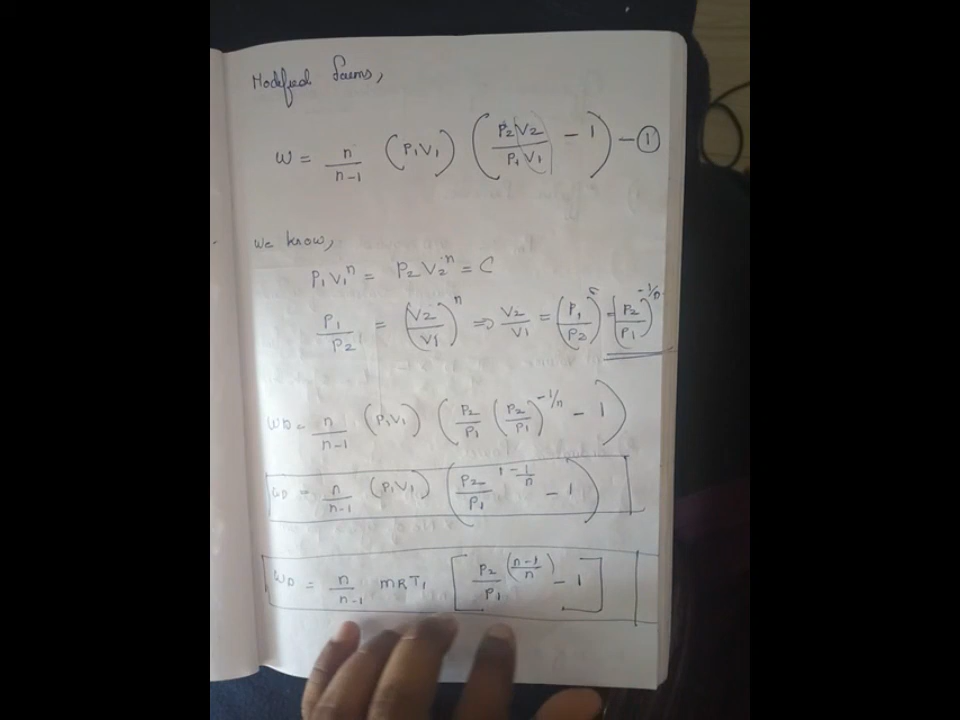 Modified forms,
W = n/(n-1) (P₁V₁) (P₂V₂/P₁V₁ - 1) - ①
We know,
P₁V₁ⁿ = P₂V₂ⁿ = C
P₁/P₂ = (V₂/V₁)ⁿ ⇒ V₂/V₁ = (P₁/P₂) = (P₂/P₁)^(-1/n)
WD = n/(n-1) (P₁V₁) (P₂/P₁ (P₂/P₁)^(-1/n) - 1)
WD = n/(n-1) (P₁V₁) (P₂/P₁^(1-1/n) - 1)
WD = n/(n-1) mRT₁ [P₂/P₁^((n-1)/n) - 1]